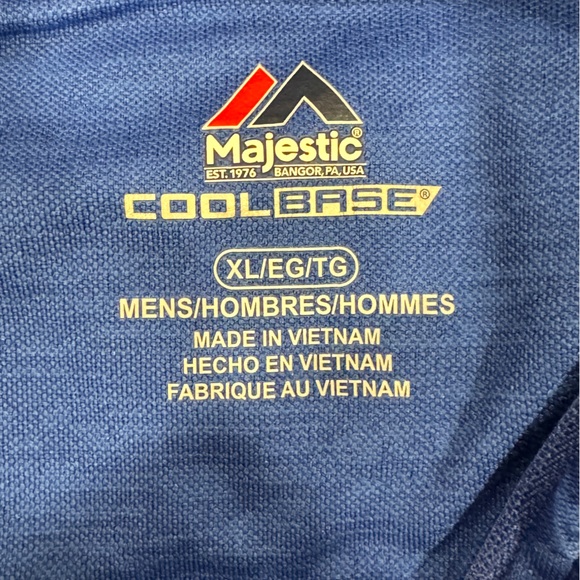 Majestic®
EST. 1976 BANGOR, PA, USA
COOLBASE®
XL/EG/TG
MENS/HOMBRES/HOMMES
MADE IN VIETNAM
HECHO EN VIETNAM
FABRIQUE AU VIETNAM